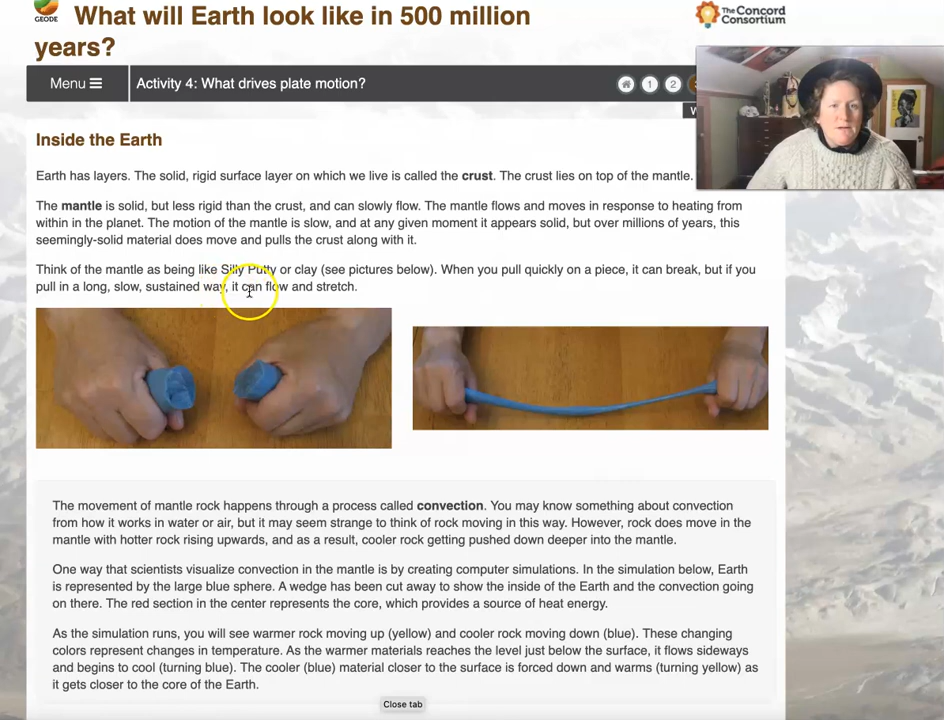 GEODE
What will Earth look like in 500 million
years?
The Concord
Consortium
Menu
Activity 4: What drives plate motion?
1 2
Inside the Earth
Earth has layers. The solid, rigid surface layer on which we live is called the crust. The crust lies on top of the mantle.
The mantle is solid, but less rigid than the crust, and can slowly flow. The mantle flows and moves in response to heating from
within in the planet. The motion of the mantle is slow, and at any given moment it appears solid, but over millions of years, this
seemingly-solid material does move and pulls the crust along with it.
Think of the mantle as being like Silly Putty or clay (see pictures below). When you pull quickly on a piece, it can break, but if you
pull in a long, slow, sustained way, it can flow and stretch.
The movement of mantle rock happens through a process called convection. You may know something about convection
from how it works in water or air, but it may seem strange to think of rock moving in this way. However, rock does move in the
mantle with hotter rock rising upwards, and as a result, cooler rock getting pushed down deeper into the mantle.
One way that scientists visualize convection in the mantle is by creating computer simulations. In the simulation below, Earth
is represented by the large blue sphere. A wedge has been cut away to show the inside of the Earth and the convection going
on there. The red section in the center represents the core, which provides a source of heat energy.
As the simulation runs, you will see warmer rock moving up (yellow) and cooler rock moving down (blue). These changing
colors represent changes in temperature. As the warmer materials reaches the level just below the surface, it flows sideways
and begins to cool (turning blue). The cooler (blue) material closer to the surface is forced down and warms (turning yellow) as
it gets closer to the core of the Earth.
Close tab